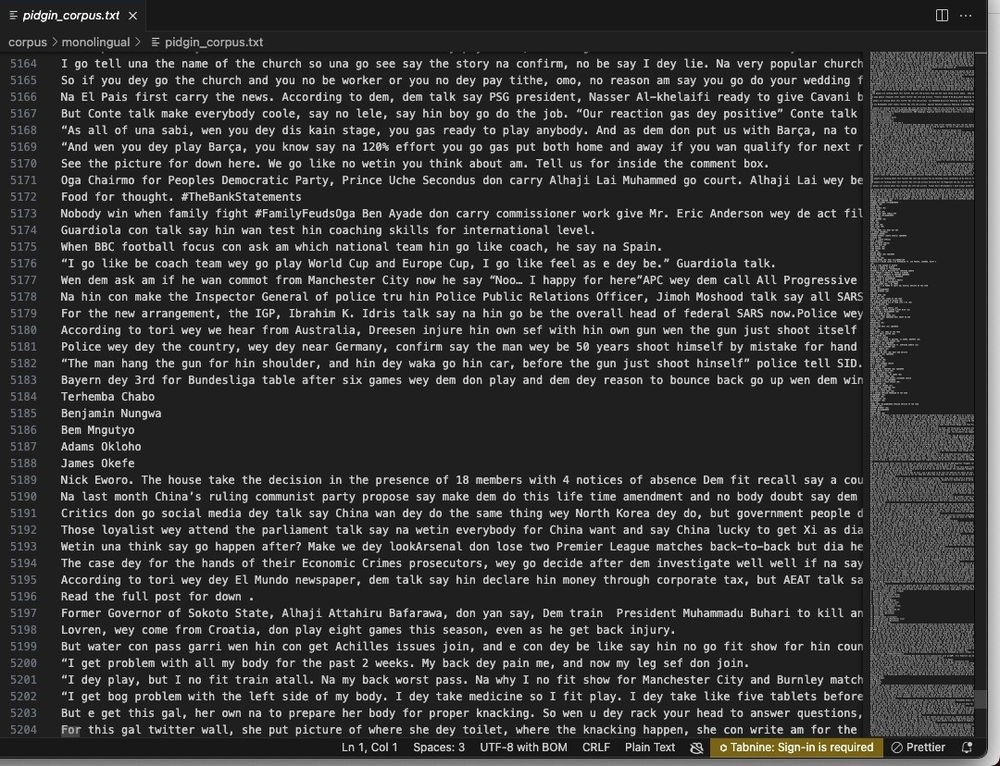 pidgin_corpus.txt
corpus > monolingual > pidgin_corpus.txt
5164 I go tell una the name of the church so una go see say the story na confirm, no be say I dey lie. Na very popular church
5165 So if you dey go the church and you no be worker or you no dey pay tithe, omo, no reason am say you go do your wedding f
5166 Na El Pais first carry the news. According to dem, dem talk say PSG president, Nasser Al-khelaifi ready to give Cavani b
5167 But Conte talk make everybody relax, say no lele, say hin boy go do the job. “Our reection gas dey positive” Conte talk
5168 “As all of una sabi, wen you dey dis kain stage, you gas ready to play anybody. And as dem don put us with Barça, na to
5169 “And wen you dey play Barça, you know say na 120% effort you go gas put both home and away if you wan qualify for next r
5170 See the picture for down here. We go like no wetin you think about am. Tell us for inside the comment box.
5171 Oga Chairmo for Peoples Democratic Party, Prince Uche Secondus don carry Alhaji Lai Muhammed go court. Alhaji Lai wey be
5172 Food for thought. #TheBankStatements
5173 Nobody win when family fight #FamilyFeudsOga Ben Ayade don carry commissioner work give Mr. Eric Anderson wey de act fil
5174 Guardiola con talk say hin wan test hin coaching skills for international level.
5175 When BBC football focus con ask am which national team hin go like coach, he say na Spain.
5176 “I go like be coach team wey go play World Cup and Europe Cup, I go like feel as e dey be.” Guardiola talk.
5177 Wen dem ask am if he wan commot from Manchester City now he say “Noo… I happy for here”APC wey dem call All Progressive
5178 Na hin con make the Inspector General of police tru hin Police Public Relations Officer, Jimoh Moshood talk say all SARS
5179 For the new arrangement, the IGP, Ibrahim K. Idris talk say na hin go be the overall head of federal SARS now.Police wey
5180 According to tori wey we hear from Australia, Dreesen injure hin own sef with hin own gun wen the gun just shoot itself
5181 Police wey dey the country, wey dey near Germany, confirm say the man wey be 50 years shoot himself by mistake for hand
5182 “The man hang the gun for hin shoulder, and hin dey waka go hin car, before the gun just shoot hinself” police tell SID.
5183 Bayern dey 3rd for Bundesliga table after six games wey dem don play and dem dey reason to bounce back go up wen dem win
5184 Terhemba Chabo
5185 Benjamin Nungwa
5186 Bem Mngutyo
5187 Adams Okloho
5188 James Okefe
5189 Nick Eworo. The house take the decision in the presence of 18 members with 4 notices of absence Dem fit recall say a cou
5190 Na last month China’s ruling communist party propose say make dem do this life time amendment and no body doubt say dem
5191 Critics don go social media dey talk say China wan dey do the same thing wey North Korea dey do, but government people d
5192 Those loyalist wey attend the parliament talk say na wetin everybody for China want and say China lucky to get Xi as dia
5193 Wetin una think say go happen after? Make we dey lookArsenal don lose two Premier League matches back-to-back but dia he
5194 The case dey for the hands of their Economic Crimes prosecutors, wey go decide after dem investigate well well if na say
5195 According to tori wey dey El Mundo newspaper, dem talk say hin declare hin money through corporate tax, but AEAT talk sa
5196 Read the full post for down .
5197 Former Governor of Sokoto State, Alhaji Attahiru Bafarawa, don yan say, Dem train  President Muhammadu Buhari to kill an
5198 Lovren, wey come from Croatia, don play eight games this season, even as he get back injury.
5199 But water con pass garri wen hin con get Achilles issues join, and e con dey be like say hin no go fit show for hin coun
5200 “I get problem with all my body for the past 2 weeks. My back dey pain me, and now my leg sef don join.
5201 “I dey play, but I no fit train atall. Na my back worst pass. Na why I no fit show for Manchester City and Burnley match
5202 “I get bog problem with the left side of my body. I dey take medicine so I fit play. I dey take like five tablets before
5203 But e get this gal, her own na to prepare her body for proper knacking. So wen u dey rack your head to answer questions,
5204 For this gal twitter wall, she put picture of where she dey toilet, where the knacking happen, she con write am for the
Ln 1, Col 1 Spaces: 3 UTF-8 with BOM CRLF Plain Text Tabnine: Sign-in is required Prettier